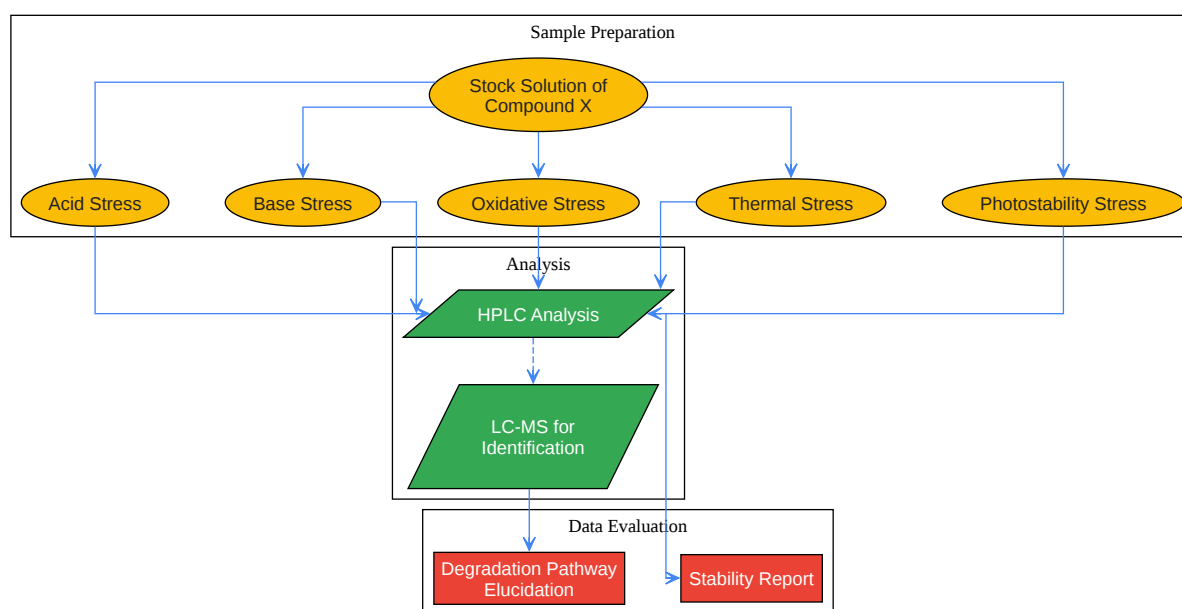 Sample Preparation
Stock Solution of
Compound X
Acid Stress
Base Stress
Oxidative Stress
Thermal Stress
Photostability Stress
Analysis
HPLC Analysis
LC-MS for
Identification
Data Evaluation
Degradation Pathway
Elucidation
Stability Report